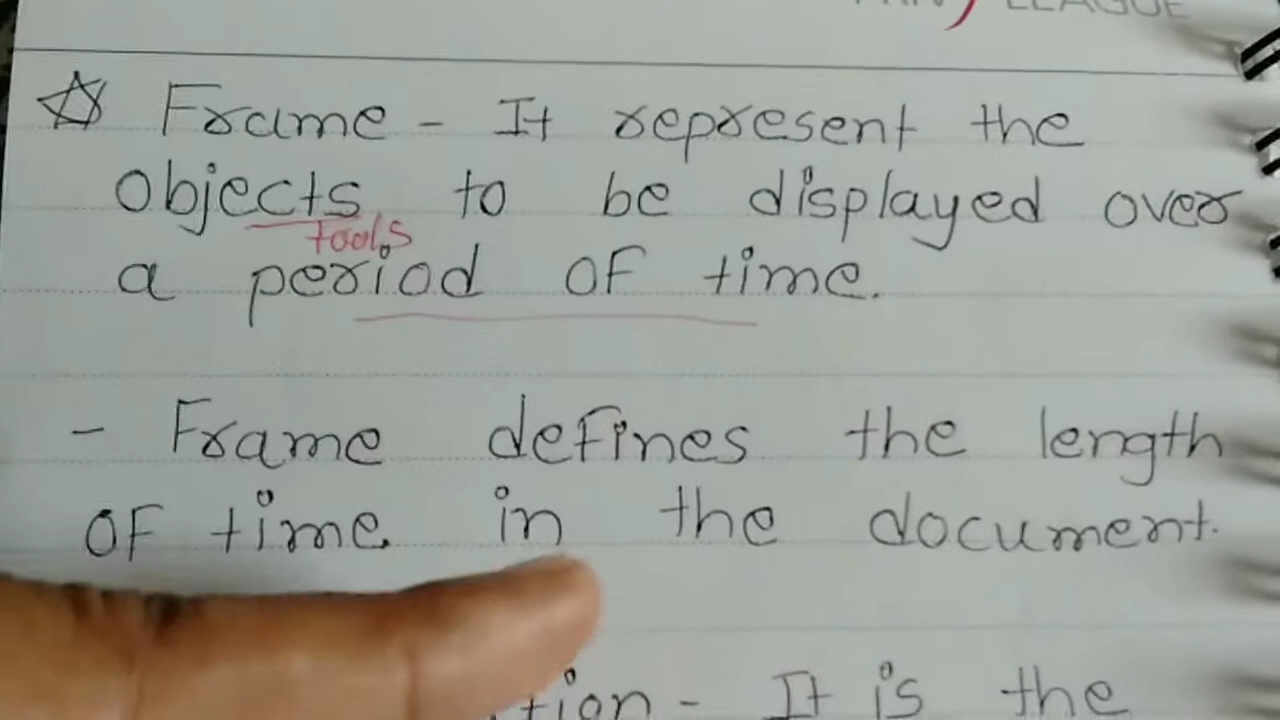 LEAGUE
☆ Frame - It represent the
objects to be displayed over
tools
a period of time.
- Frame defines the length
of time in the document.
tion - It is the